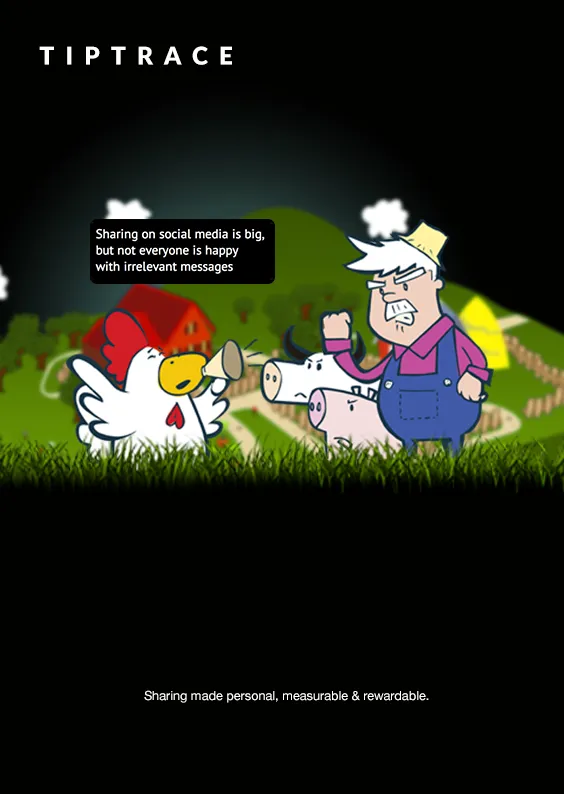 TIPTRACE
Sharing on social media is big,
but not everyone is happy
with irrelevant messages
Sharing made personal, measurable & rewardable.